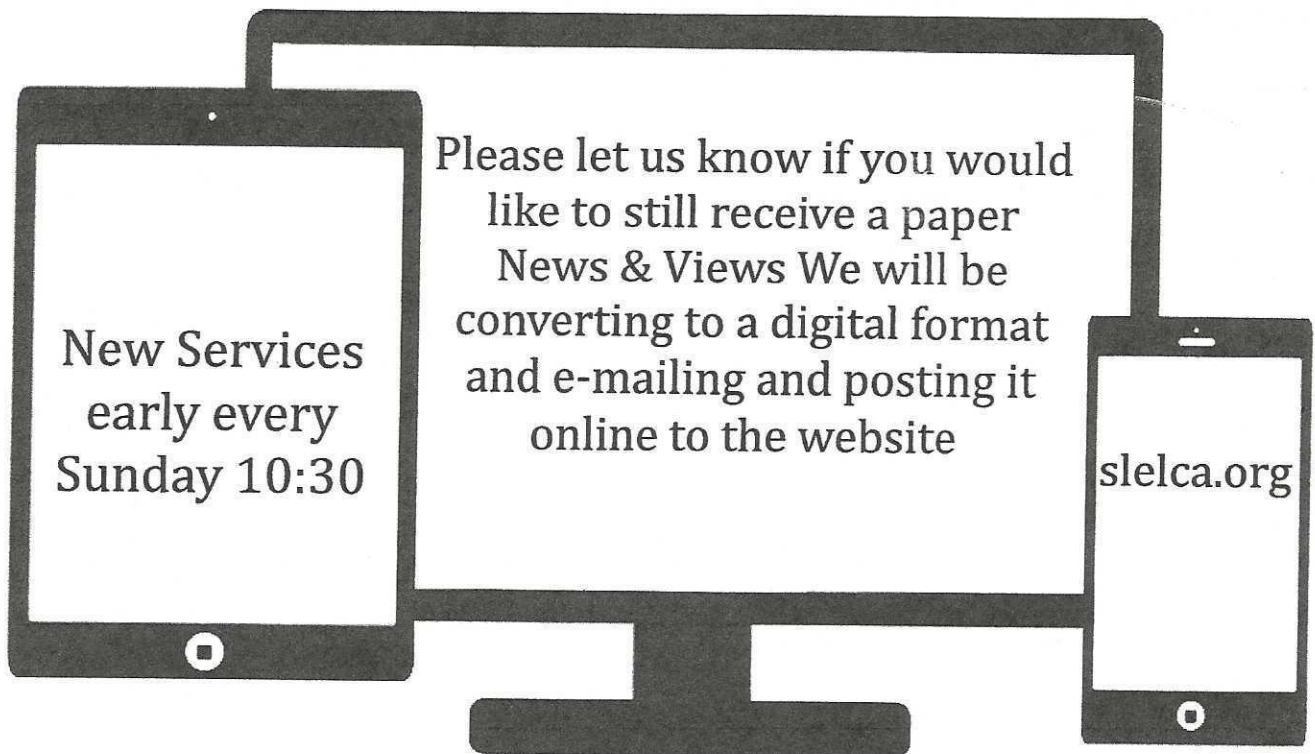 New Services
early every
Sunday 10:30
Please let us know if you would
like to still receive a paper
News & Views We will be
converting to a digital format
and e-mailing and posting it
online to the website
slelca.org